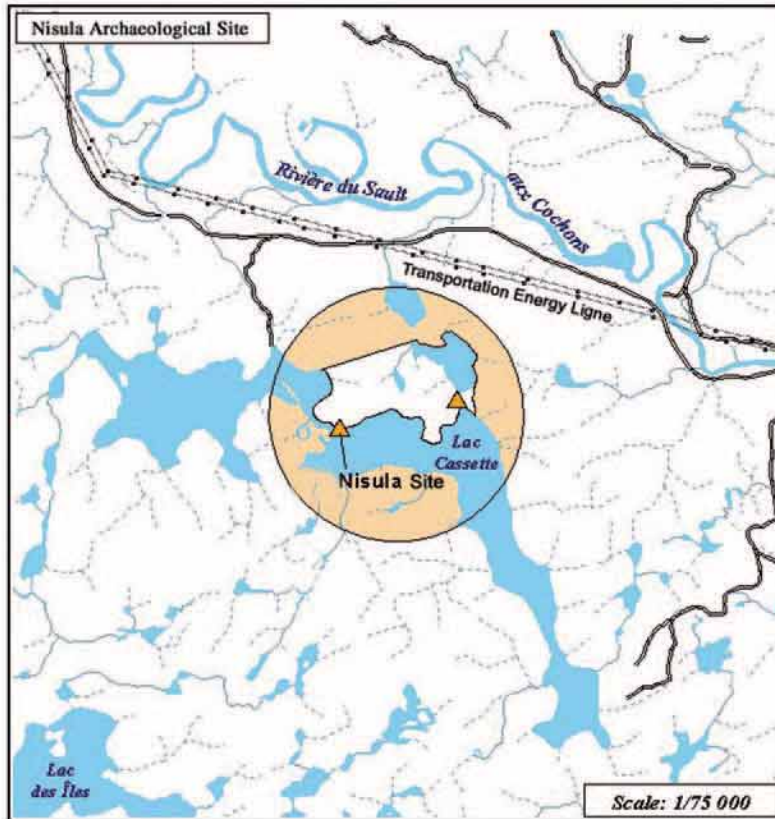 Nisula Archaeological Site
Rivière du Sault
aux Cochons
Transportation Energy Ligne
Lac
Cassette
Nisula Site
Lac
des Îles
Scale: 1/75 000